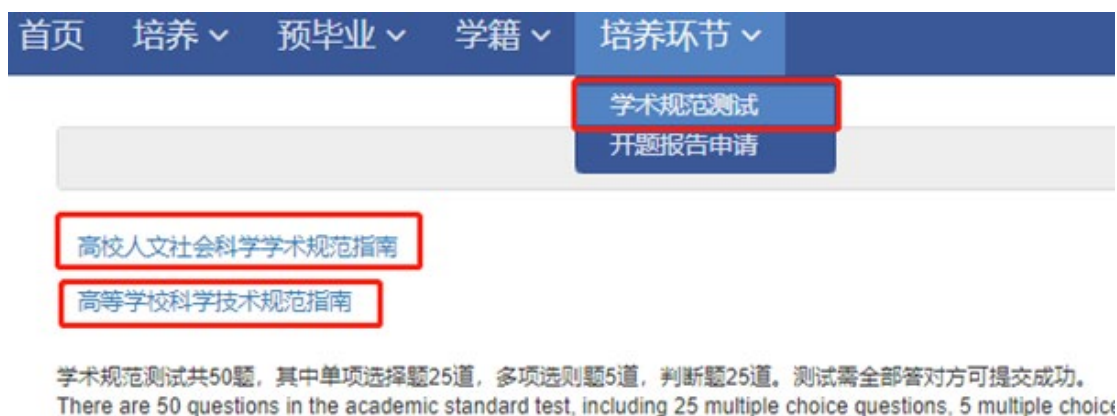 首页 培养 预毕业 学籍 培养环节
学术规范测试
开题报告申请
高校人文社会科学学术规范指南
高等学校科学技术规范指南
学术规范测试共50题，其中单项选择题25道，多项选则题5道，判断题25道。测试需全部答对方可提交成功。
There are 50 questions in the academic standard test, including 25 multiple choice questions, 5 multiple choic